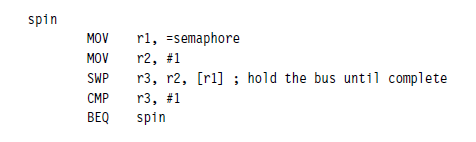 spin
MOV r1, =semaphore
MOV r2, #1
SWP r3, r2, [r1] ; hold the bus until complete
CMP r3, #1
BEQ spin